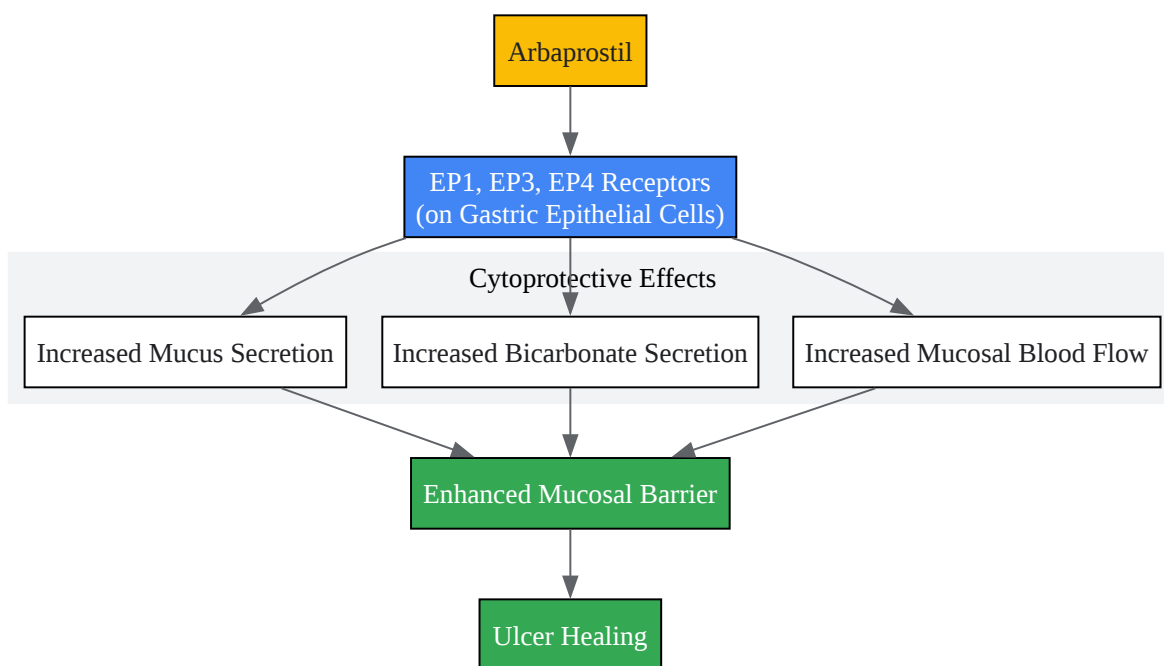 Arbaprostil
EP1, EP3, EP4 Receptors
(on Gastric Epithelial Cells)
Cytoprotective Effects
Increased Mucus Secretion
Increased Bicarbonate Secretion
Increased Mucosal Blood Flow
Enhanced Mucosal Barrier
Ulcer Healing